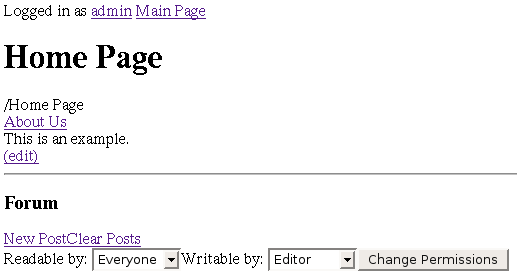 Logged in as admin Main Page
Home Page
/Home Page
About Us
This is an example.
(edit)
Forum
New PostClear Posts
Readable by: Everyone Writable by: Editor Change Permissions